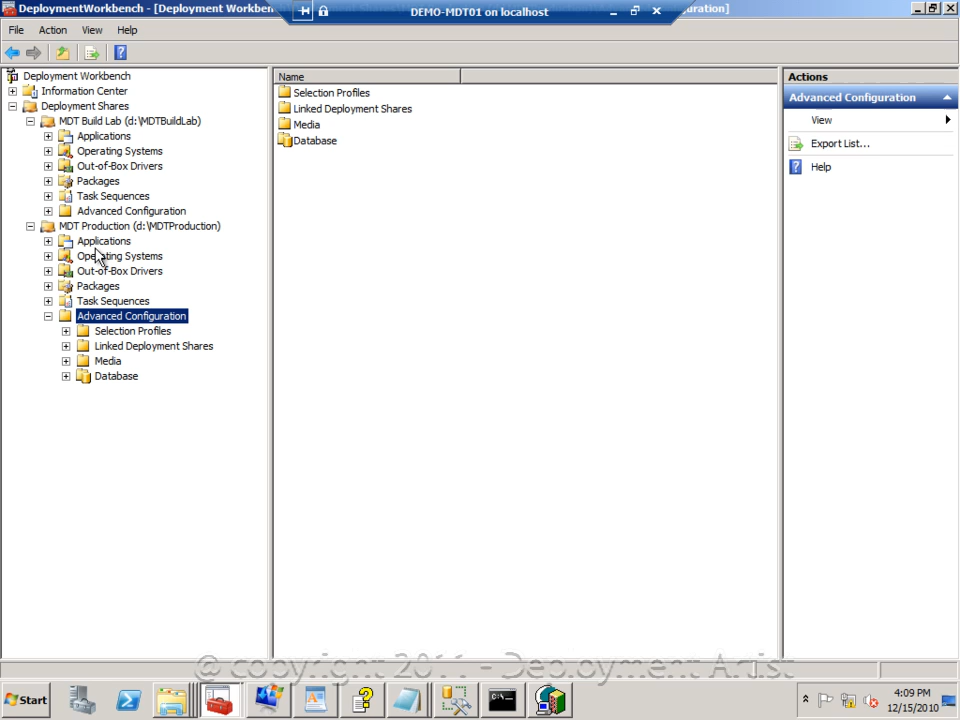 DeploymentWorkbench - [Deployment Workben
DEMO-MDT01 on localhost
uration]
File Action View Help
Deployment Workbench
Information Center
Deployment Shares
MDT Build Lab (d:\MDTBuildLab)
Applications
Operating Systems
Out-of-Box Drivers
Packages
Task Sequences
Advanced Configuration
MDT Production (d:\MDTProduction)
Applications
Operating Systems
Out-of-Box Drivers
Packages
Task Sequences
Advanced Configuration
Selection Profiles
Linked Deployment Shares
Media
Database
Name
Selection Profiles
Linked Deployment Shares
Media
Database
Actions
Advanced Configuration
View
Export List...
Help
@ copyright 2011 - Deployment Artist
Start
4:09 PM
12/15/2010